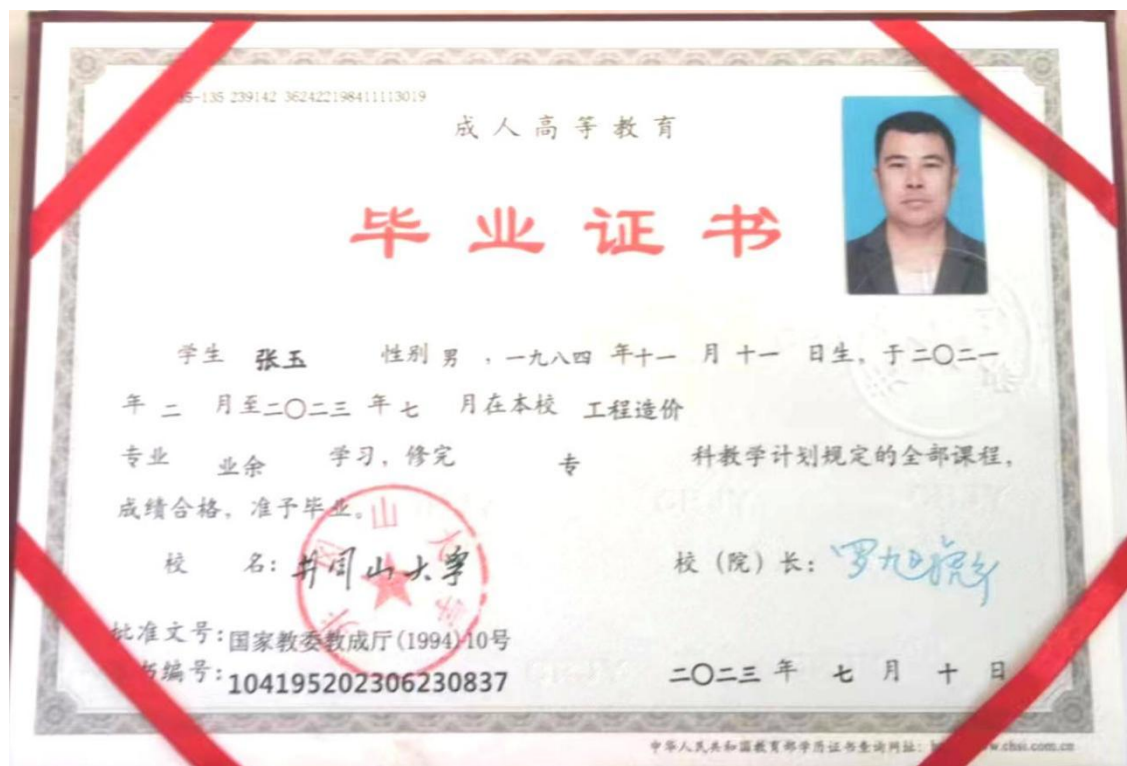 5-135 239142 362422198411113019
成人高等教育
毕业证书
学生 张五 性别 男 ，一九八四 年十一 月 十一 日生，于二〇二一
年 二 月至二〇二三 年 七 月在本校 工程造价
专业 业余 学习，修完 专 科教学计划规定的全部课程，
成绩合格，准予毕业。
校 名：井冈山大学 校（院）长：
批准文号：国家教委教成厅(1994)10号
编号：104195202306230837 二〇二三 年 七 月 十 日
中华人民共和国教育部学历证书查询网址： w.chsi.com.cn